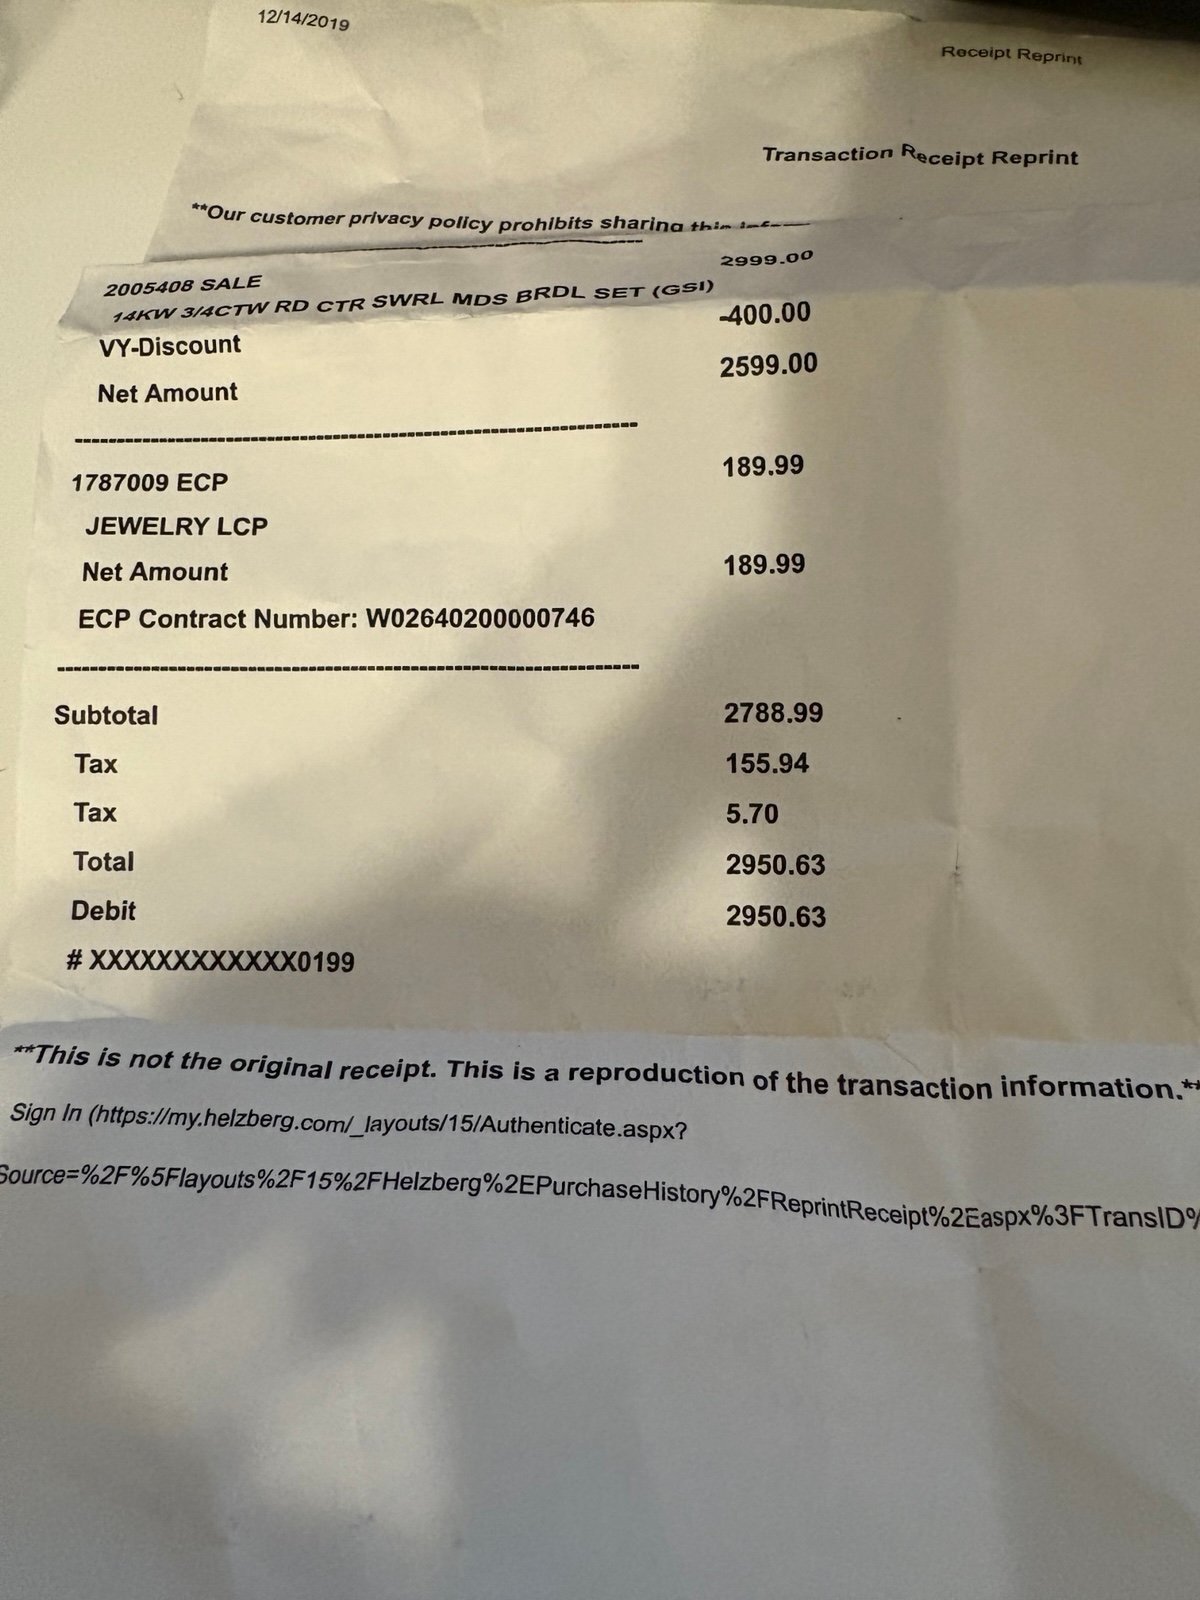 12/14/2019
Receipt Reprint
Transaction Receipt Reprint
**Our customer privacy policy prohibits sharing this
2005408 SALE 2999.00
14KW 3/4CTW RD CTR SWRL MDS BRDL SET (GSI)
VY-Discount -400.00
Net Amount 2599.00
1787009 ECP 189.99
JEWELRY LCP
Net Amount 189.99
ECP Contract Number: W02640200000746
Subtotal 2788.99
Tax 155.94
Tax 5.70
Total 2950.63
Debit 2950.63
# XXXXXXXXXXXX0199
**This is not the original receipt. This is a reproduction of the transaction information.**
Sign In (https://my.helzberg.com/_layouts/15/Authenticate.aspx?
Source=%2F%5Flayouts%2F15%2FHelzberg%2EPurchaseHistory%2FReprintReceipt%2Easpx%3FTransID%